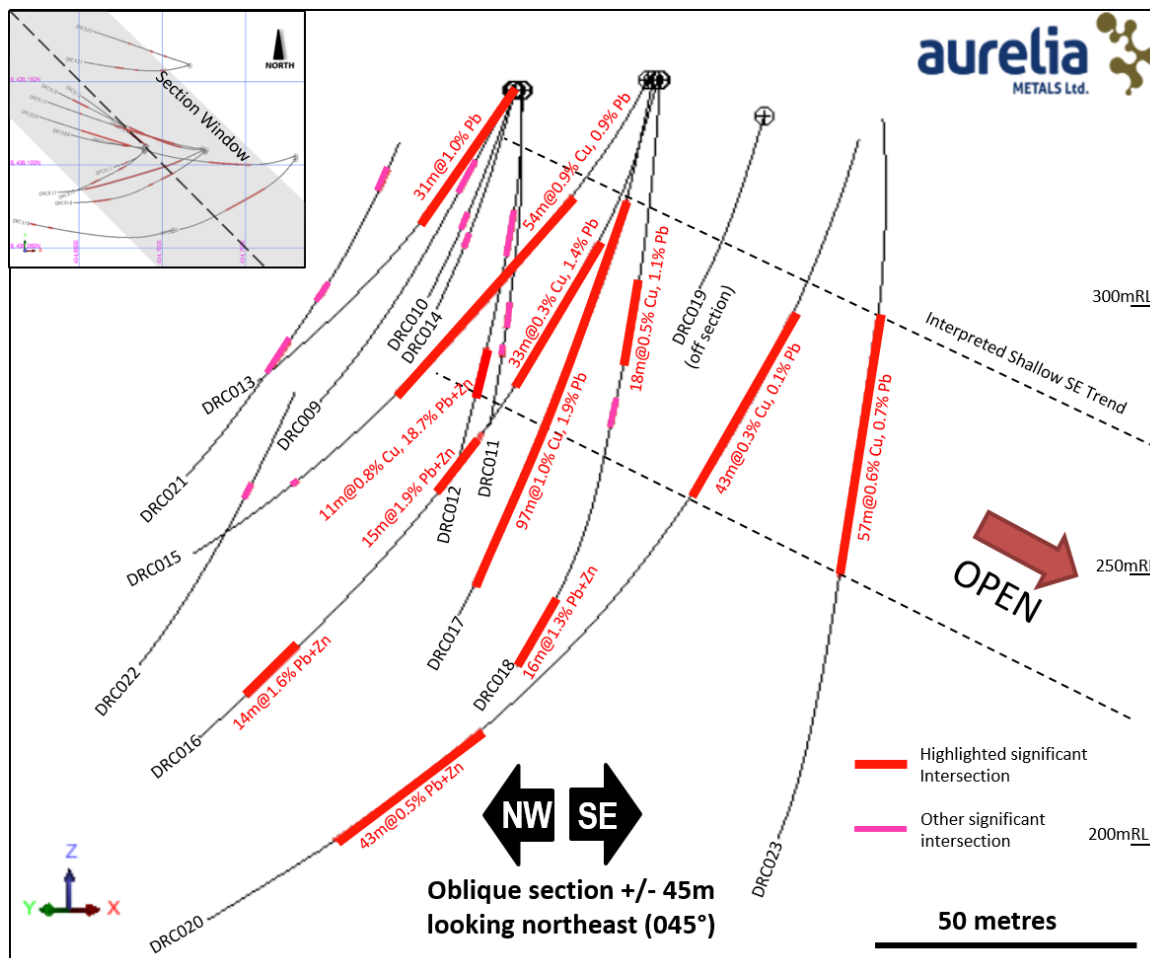 aurelia
METALS Ltd.
NORTH
Section Window
31m@1.0% Pb
54m@0.9% Cu, 0.9% Pb
33m@0.3% Cu, 1.4% Pb
18m@0.5% Cu, 1.1% Pb
DRC019
(off section)
300mRL
Interpreted Shallow SE Trend
DRC010
DRC014
DRC013
DRC009
43m@0.3% Cu, 0.1% Pb
57m@0.6% Cu, 0.7% Pb
97m@1.0% Cu, 1.9% Pb
11m@0.8% Cu, 18.7% Pb+Zn
15m@1.9% Pb+Zn
DRC011
DRC012
DRC021
DRC015
250mRL
OPEN
DRC017
DRC018
16m@1.3% Pb+Zn
DRC022
14m@1.6% Pb+Zn
DRC016
43m@0.5% Pb+Zn
DRC020
DRC023
Highlighted significant
Intersection
Other significant
intersection
200mRL
NW SE
Oblique section +/- 45m
looking northeast (045°)
50 metres
Z
Y
X